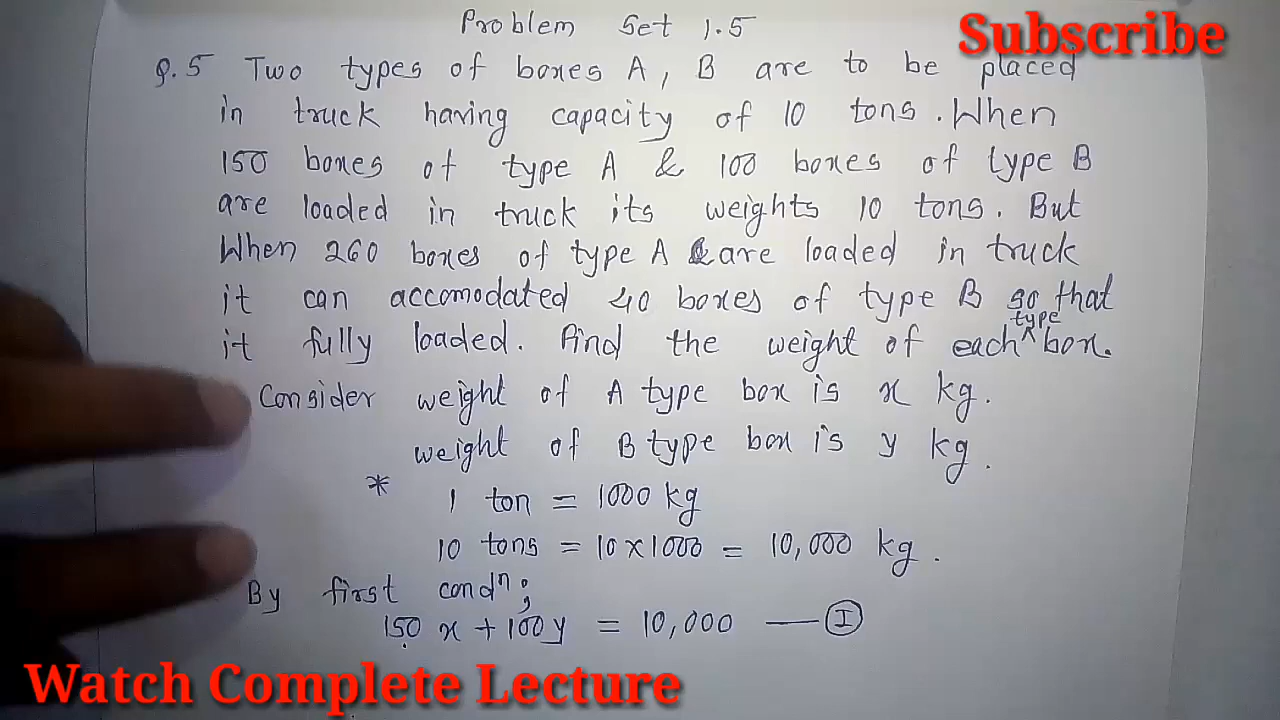 Problem Set 1.5
Subscribe
Q.5 Two types of boxes A, B are to be placed
in truck having capacity of 10 tons. When
150 boxes of type A & 100 boxes of type B
are loaded in truck its weights 10 tons. But
When 260 boxes of type A are loaded in truck
it can accomodated 40 boxes of type B so that
it fully loaded. Find the weight of each type box.
Consider weight of A type box is x kg.
weight of B type box is y kg.
* 1 ton = 1000 kg
10 tons = 10 x 1000 = 10,000 kg.
By first condn;
150 x + 100y = 10,000 — I
Watch Complete Lecture